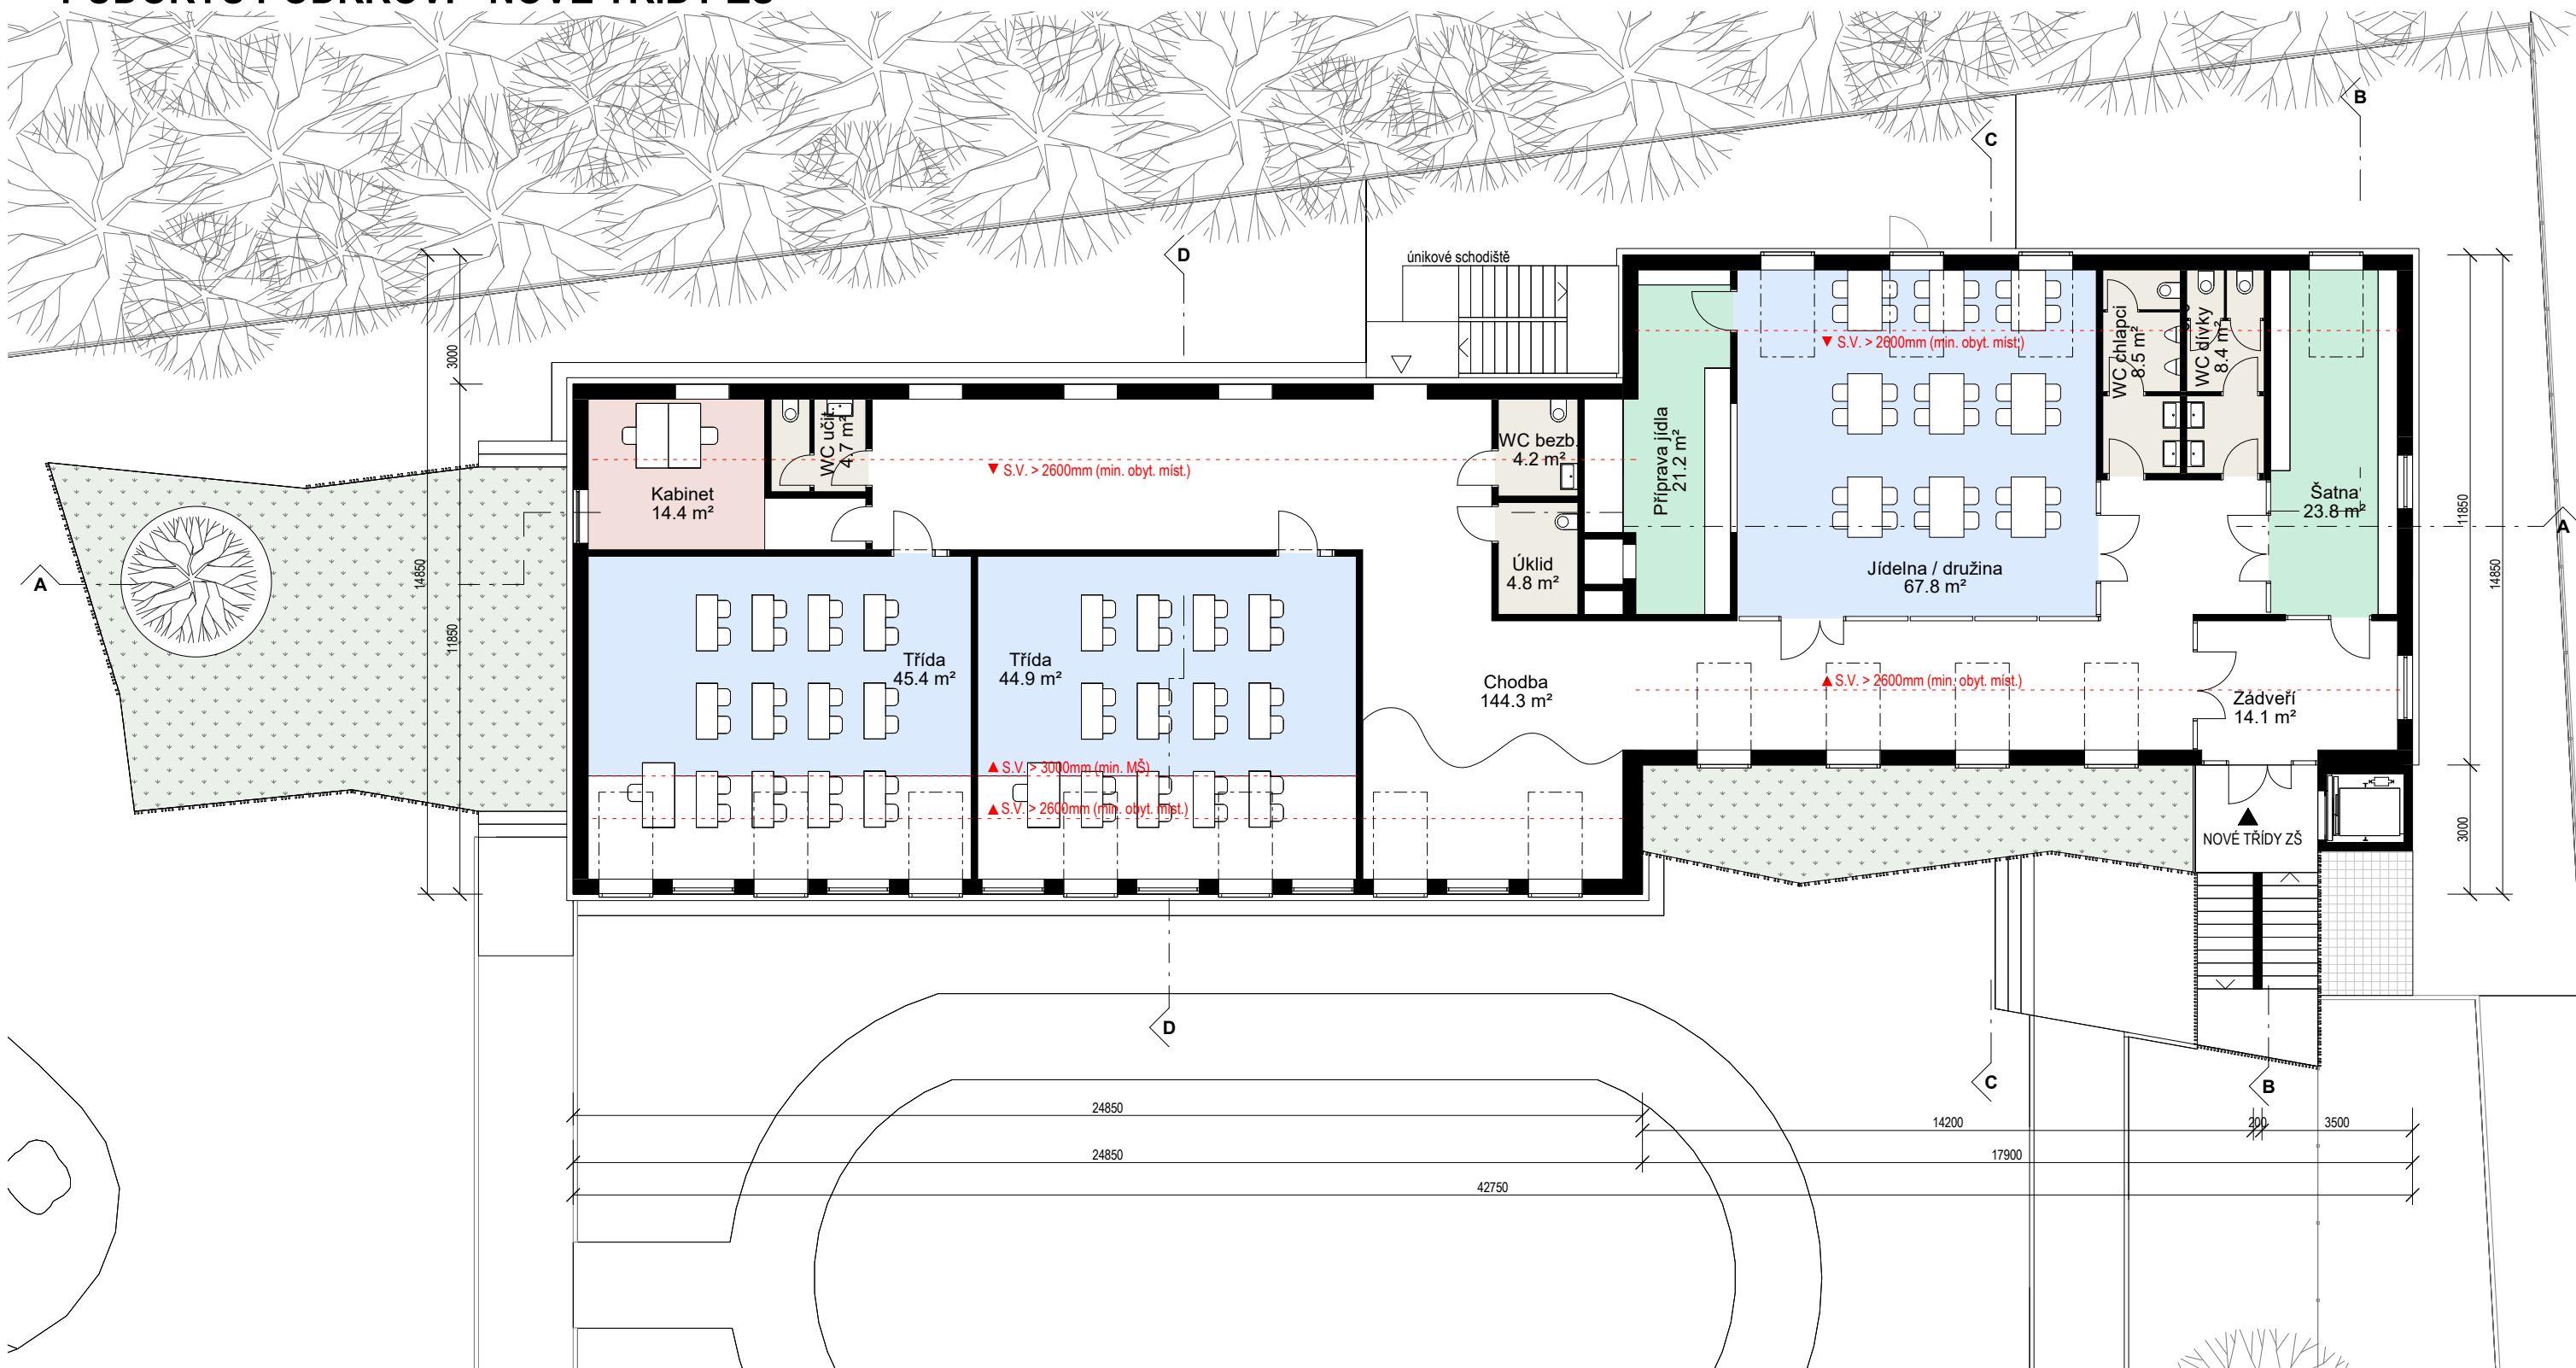 B
C
D
únikové schodiště
3000
S.V. > 2600mm (min. obyt. míst.)
WC chlapci
8.5 m²
WC dívky
8.4 m²
WC učit.
4.7 m²
WC bezb.
4.2 m²
S.V. > 2600mm (min. obyt. míst.)
Příprava jídla
21.2 m²
Kabinet
14.4 m²
Šatna
23.8 m²
11850
14850
A
A
14850
11850
Úklid
4.8 m²
Jídelna / družina
67.8 m²
Třída
45.4 m²
Třída
44.9 m²
Chodba
144.3 m²
S.V. > 2600mm (min. obyt. míst.)
Zádveří
14.1 m²
S.V. > 3000mm (min. MŠ)
S.V. > 2600mm (min. obyt. míst.)
NOVÉ TŘÍDY ZŠ
3000
D
C
B
24850
14200
200
3500
24850
17900
42750